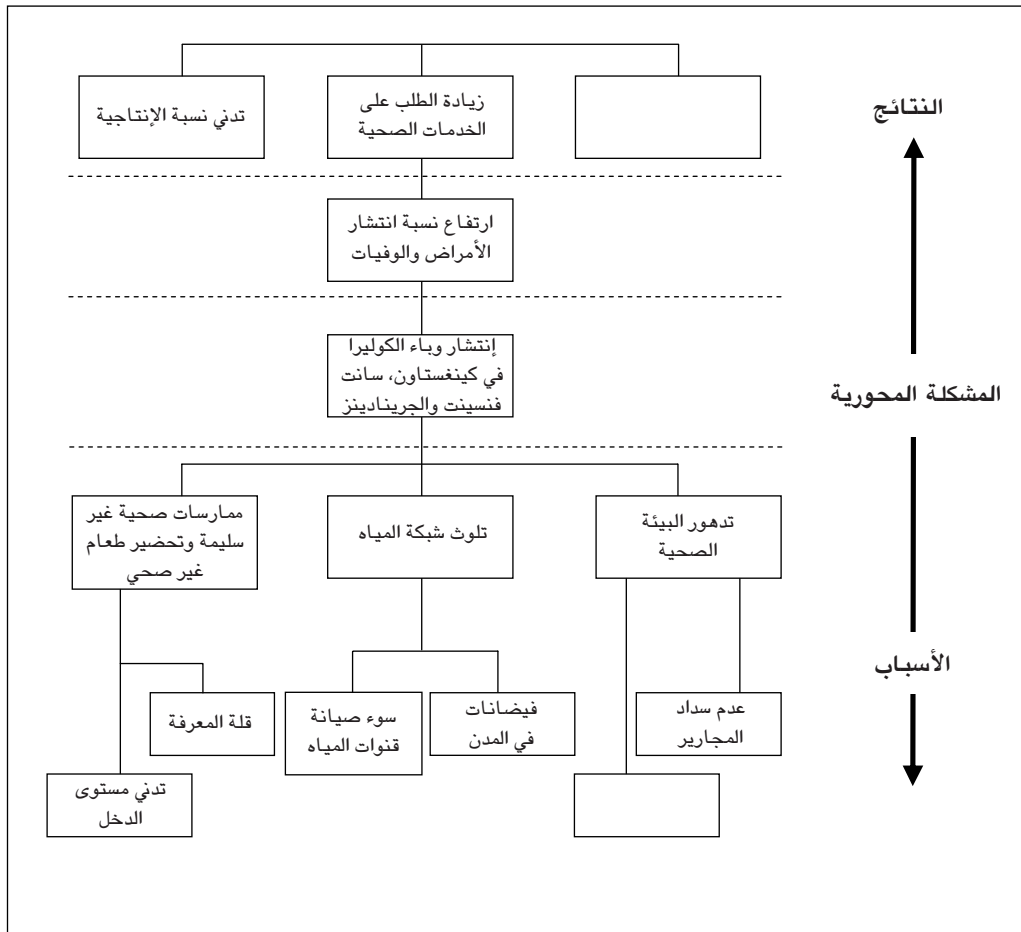 النتائج
زيادة الطلب على
الخدمات الصحية
تدني نسبة الإنتاجية
ارتفاع نسبة انتشار
الأمراض والوفيات
إنتشار وباء الكوليرا
في كينغستاون، سانت
فنسينت والجرينادينز
المشكلة المحورية
تدهور البيئة
الصحية
تلوث شبكة المياه
ممارسات صحية غير
سليمة وتحضير طعام
غير صحي
الأسباب
عدم سداد
المجارير
فيضانات
في المدن
سوء صيانة
قنوات المياه
قلة المعرفة
تدني مستوى
الدخل